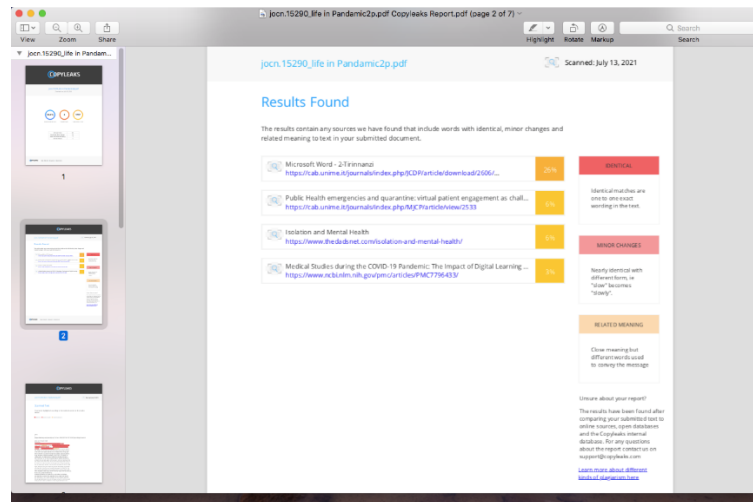 jocn.15290_life in Pandamic2p.pdf Copyleaks Report.pdf (page 2 of 7)
View Zoom Share Highlight Rotate Markup Search
Search
jocn.15290_life in Pandam...
COPYLEAKS
1
2
jocn.15290_life in Pandamic2p.pdf
Scanned: July 13, 2021
Results Found
The results contain any sources we have found that include words with identical, minor changes and
related meaning to text in your submitted document.
Microsoft Word - 2-Tirinnanzi
https://cab.unime.it/journals/index.php/JCDP/article/download/2606/...
26%
Public Health emergencies and quarantine: virtual patient engagement as chall...
https://cab.unime.it/journals/index.php/MJCP/article/view/2533
Isolation and Mental Health
https://www.thedadsnet.com/isolation-and-mental-health/
Medical Studies during the COVID-19 Pandemic: The Impact of Digital Learning ...
https://www.ncbi.nlm.nih.gov/pmc/articles/PMC7796433/
IDENTICAL
Identical matches are
one to one exact
wording in the text.
MINOR CHANGES
Nearly identical with
different form, ie
"slow" becomes
"slowly".
RELATED MEANING
Close meaning but
different words used
to convey the message
Unsure about your report?
The results have been found after
comparing your submitted text to
online sources, open databases
and the Copyleaks internal
database. For any questions
about the report contact us on
support@copyleaks.com
Learn more about different
kinds of plagiarism here